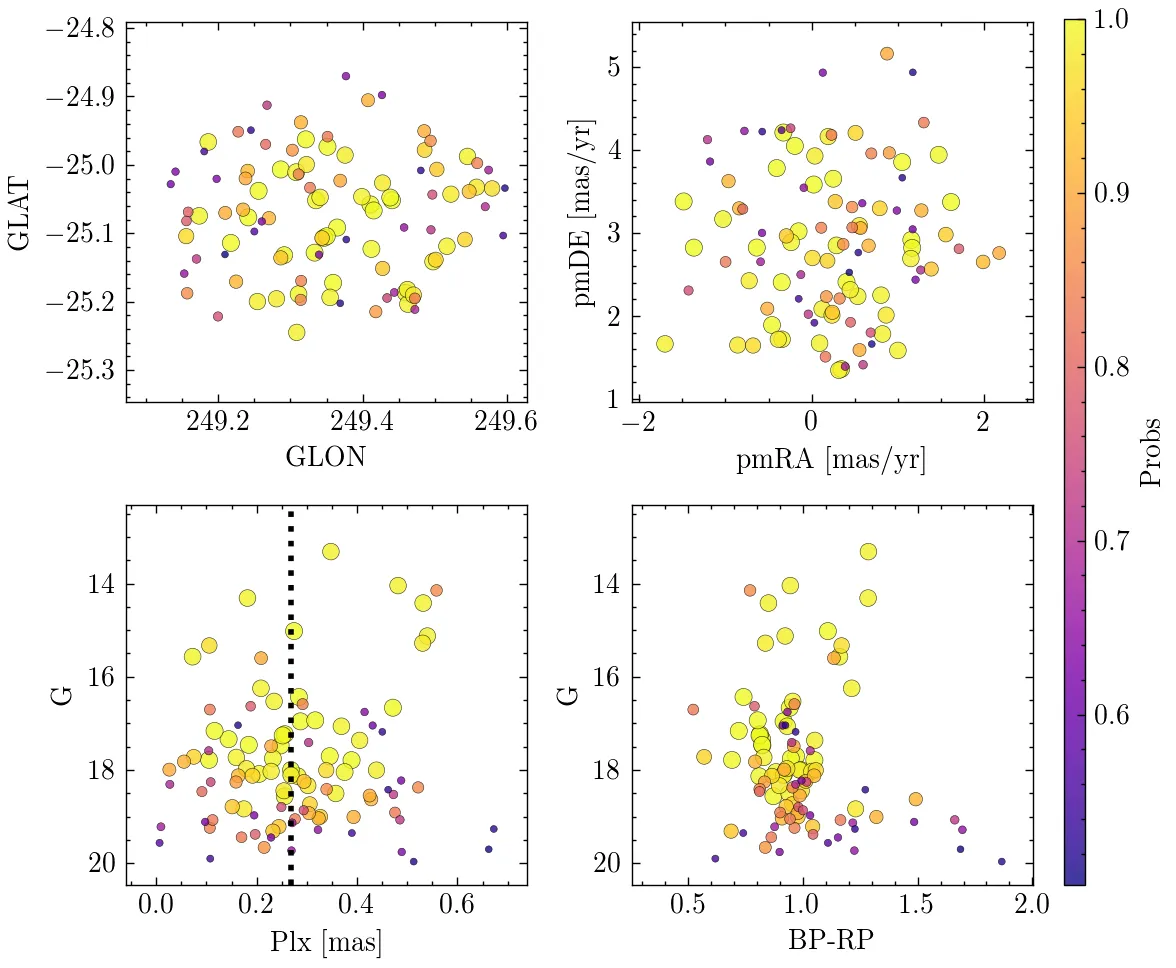 −24.8
−24.9
−25.0
−25.1
−25.2
−25.3
GLAT
249.2 249.4 249.6
GLON
5
4
3
2
1
pmDE [mas/yr]
−2 0 2
pmRA [mas/yr]
14
16
18
20
G
0.0 0.2 0.4 0.6
Plx [mas]
14
16
18
20
G
0.5 1.0 1.5 2.0
BP-RP
1.0
0.9
0.8
0.7
0.6
Probs